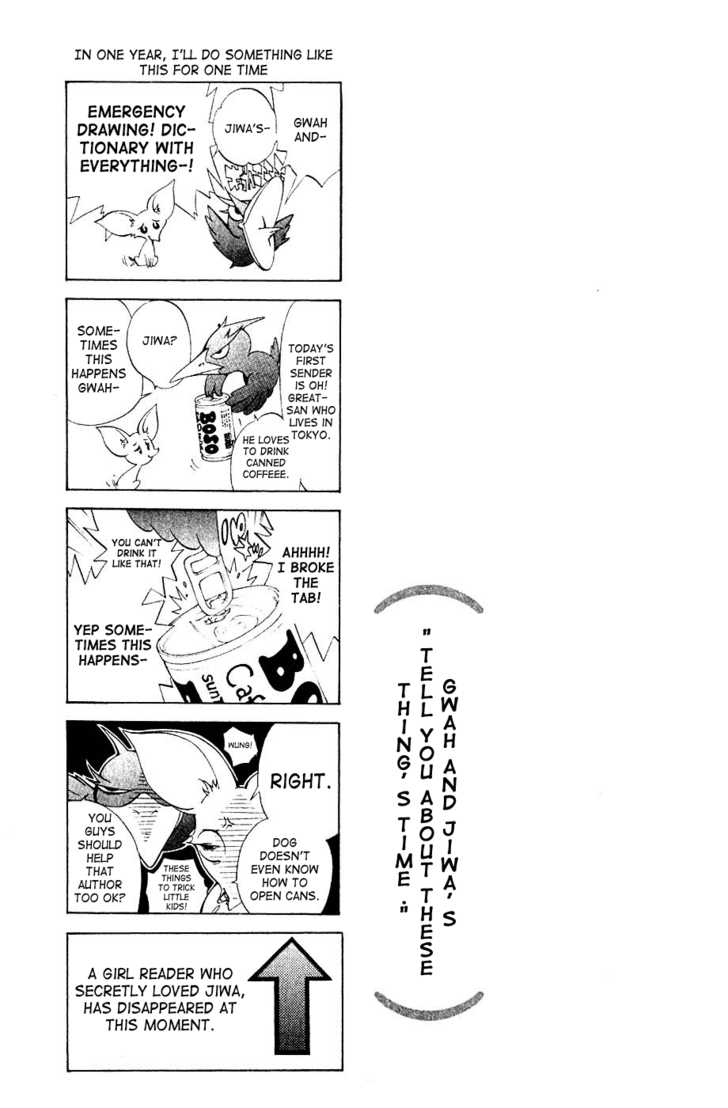 IN ONE YEAR, I'LL DO SOMETHING LIKE
THIS FOR ONE TIME
GWAH
AND-
JIWA'S-
EMERGENCY
DRAWING! DIC-
TIONARY WITH
EVERYTHING-!
TODAY'S
FIRST
SENDER
IS OH!
GREAT-
SAN WHO
LIVES IN
TOKYO.
HE LOVES
TO DRINK
CANNED
COFFEEE.
JIWA?
SOME-
TIMES
THIS
HAPPENS
GWAH-
BOSO
AHHHH!
I BROKE
THE
TAB!
YOU CAN'T
DRINK IT
LIKE THAT!
YEP SOME-
TIMES THIS
HAPPENS-
BO
Caf
RIGHT.
DOG
DOESN'T
EVEN KNOW
HOW TO
OPEN CANS.
WUNG!
THESE
THINGS
TO TRICK
LITTLE
KIDS!
YOU
GUYS
SHOULD
HELP
THAT
AUTHOR
TOO OK?
A GIRL READER WHO
SECRETLY LOVED JIWA,
HAS DISAPPEARED AT
THIS MOMENT.
GWAH AND JIWA'S
"TELL YOU ABOUT THESE
THING'S TIME."